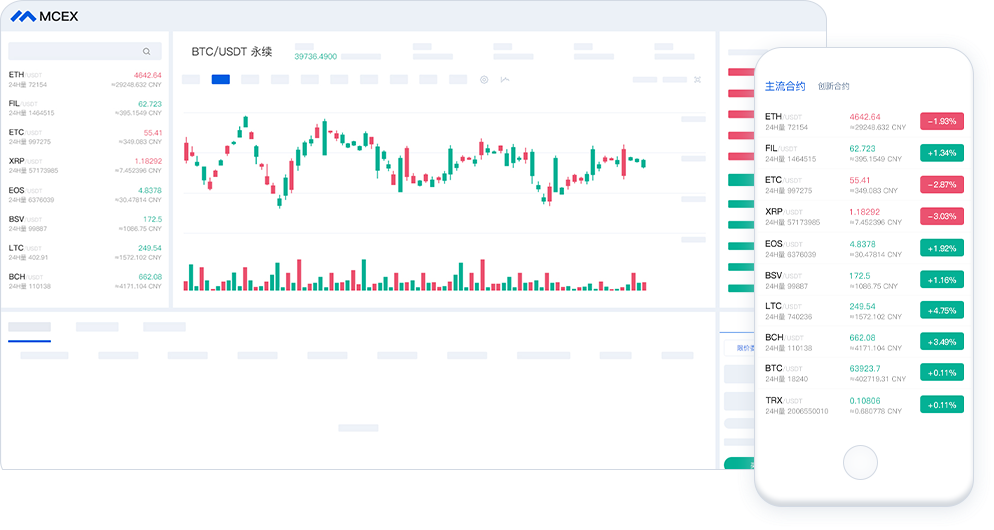 MCEX
ETH/USDT 4642.64
24H量 72154 ≈29248.632 CNY
FIL/USDT 62.723
24H量 1464515 ≈395.1549 CNY
ETC/USDT 55.41
24H量 997275 ≈349.083 CNY
XRP/USDT 1.18292
24H量 57173985 ≈7.452396 CNY
EOS/USDT 4.8378
24H量 6376039 ≈30.47814 CNY
BSV/USDT 172.5
24H量 99887 ≈1086.75 CNY
LTC/USDT 249.54
24H量 402.91 ≈1572.102 CNY
BCH/USDT 662.08
24H量 110138 ≈4171.104 CNY
BTC/USDT 永续 39736.4900
限价委
主流合约 创新合约
ETH/USDT 4642.64 −1.93%
24H量 72154 ≈29248.632 CNY
FIL/USDT 62.723 +1.34%
24H量 1464515 ≈395.1549 CNY
ETC/USDT 55.41 −2.87%
24H量 997275 ≈349.083 CNY
XRP/USDT 1.18292 −3.03%
24H量 57173985 ≈7.452396 CNY
EOS/USDT 4.8378 +1.92%
24H量 6376039 ≈30.47814 CNY
BSV/USDT 172.5 +1.16%
24H量 99887 ≈1086.75 CNY
LTC/USDT 249.54 +4.75%
24H量 740236 ≈1572.102 CNY
BCH/USDT 662.08 +3.49%
24H量 110138 ≈4171.104 CNY
BTC/USDT 63923.7 +0.11%
24H量 18240 ≈402719.31 CNY
TRX/USDT 0.10806 +0.11%
24H量 2006550010 ≈0.680778 CNY